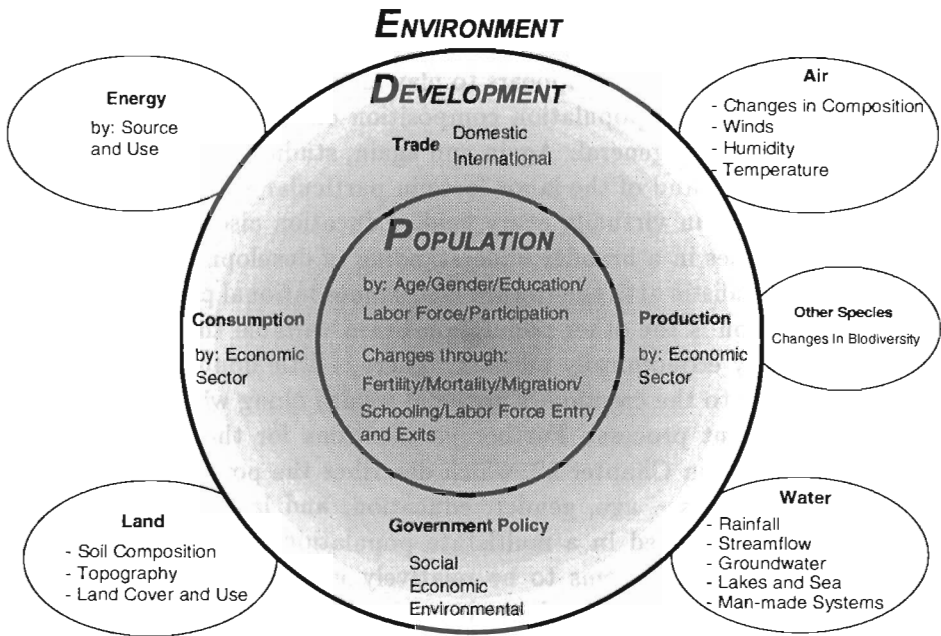 ENVIRONMENT
DEVELOPMENT
Trade
Domestic
International
POPULATION
by: Age/Gender/Education/
Labor Force/Participation
Changes through:
Fertility/Mortality/Migration/
Schooling/Labor Force Entry
and Exits
Consumption
by: Economic
Sector
Production
by: Economic
Sector
Government Policy
Social
Economic
Environmental
Energy
by: Source
and Use
Air
- Changes in Composition
- Winds
- Humidity
- Temperature
Other Species
Changes in Biodiversity
Land
- Soil Composition
- Topography
- Land Cover and Use
Water
- Rainfall
- Streamflow
- Groundwater
- Lakes and Sea
- Man-made Systems